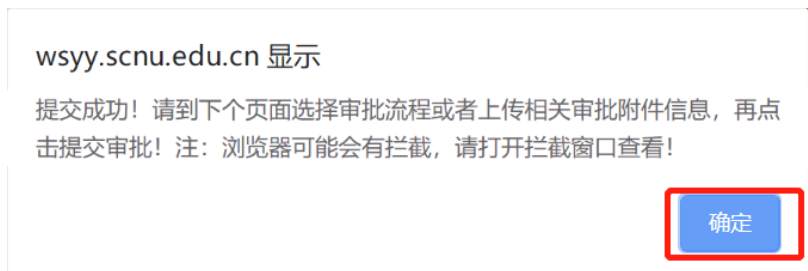 wsyy.scnu.edu.cn 显示
提交成功！请到下个页面选择审批流程或者上传相关审批附件信息，再点
击提交审批！注：浏览器可能会有拦截，请打开拦截窗口查看！
确定